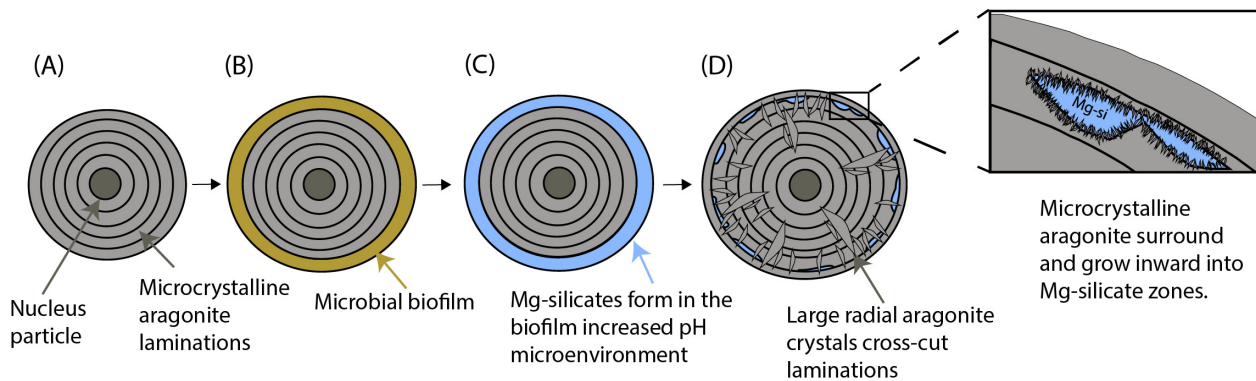 (A)
(B)
(C)
(D)
Mg-si
Nucleus
particle
Microcrystalline
aragonite
laminations
Microbial biofilm
Mg-silicates form in the
biofilm increased pH
microenvironment
Large radial aragonite
crystals cross-cut
laminations
Microcrystalline
aragonite surround
and grow inward into
Mg-silicate zones.